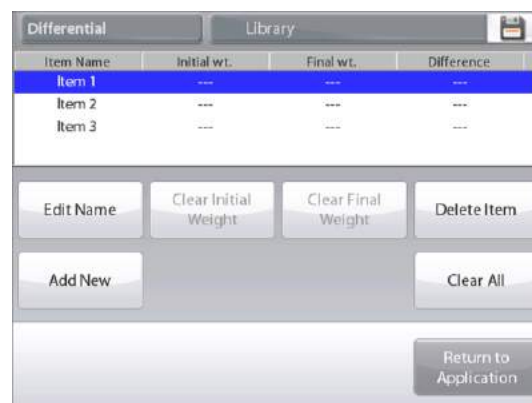 Differential Library
Item Name Initial wt. Final wt. Difference
Item 1 --- --- ---
Item 2 --- --- ---
Item 3 --- --- ---
Edit Name
Clear Initial
Weight
Clear Final
Weight
Delete Item
Add New
Clear All
Return to
Application